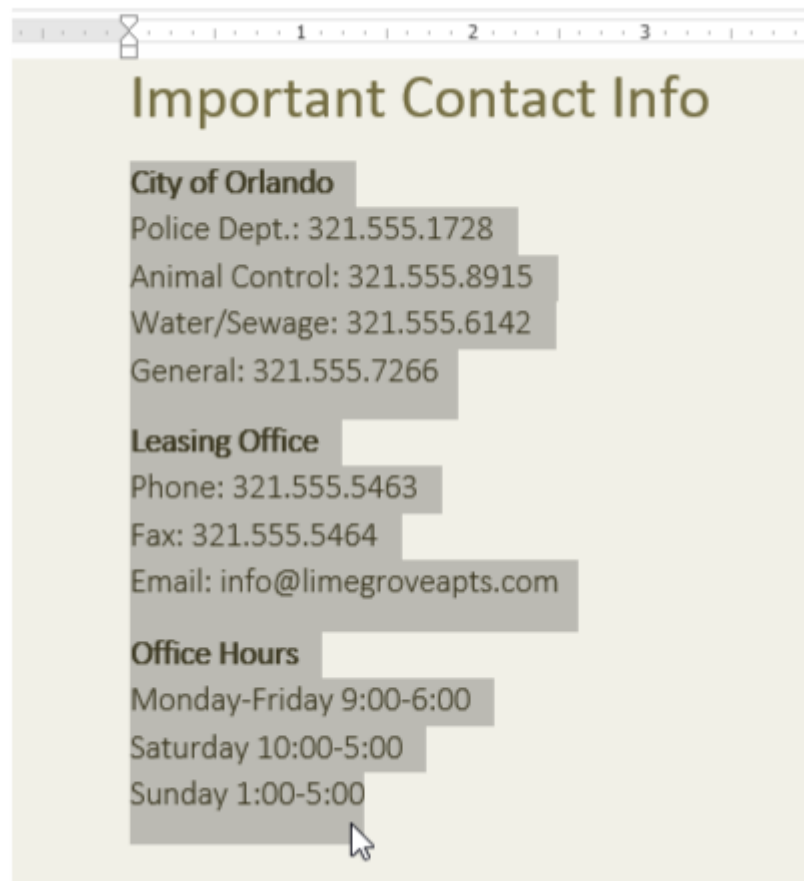 1 2 3
Important Contact Info
City of Orlando
Police Dept.: 321.555.1728
Animal Control: 321.555.8915
Water/Sewage: 321.555.6142
General: 321.555.7266
Leasing Office
Phone: 321.555.5463
Fax: 321.555.5464
Email: info@limegroveapts.com
Office Hours
Monday-Friday 9:00-6:00
Saturday 10:00-5:00
Sunday 1:00-5:00